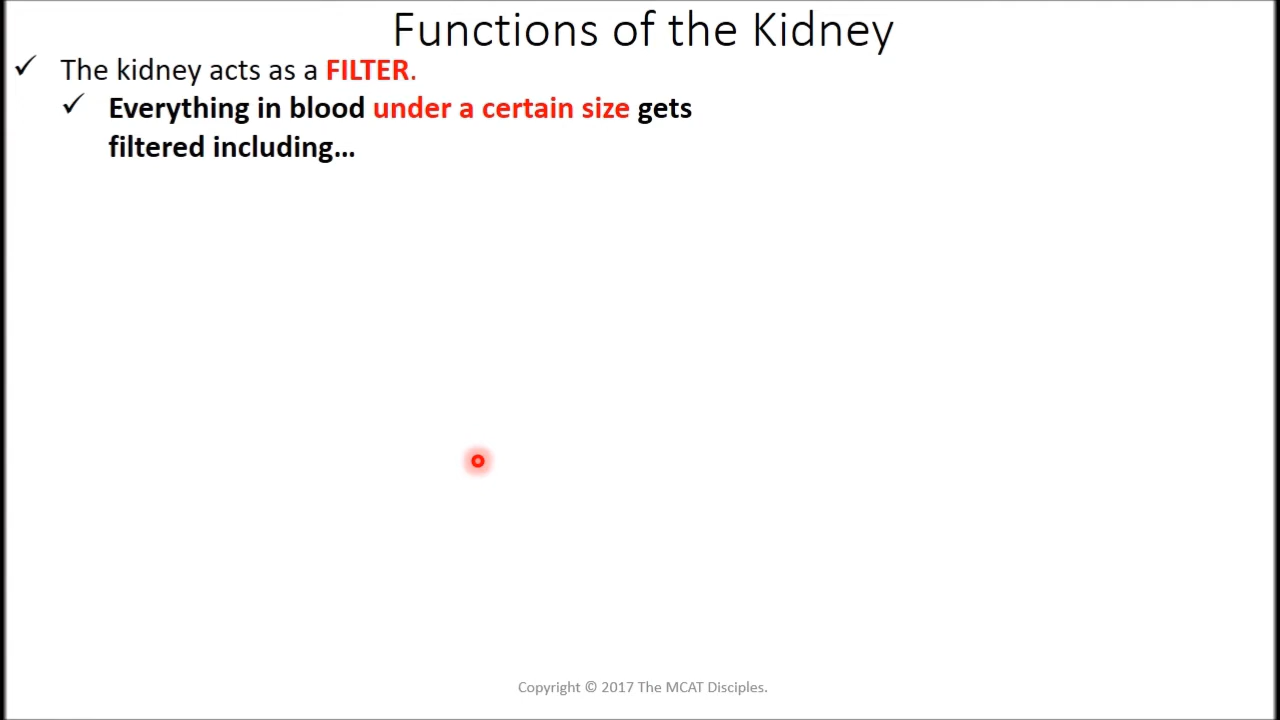 Functions of the Kidney
✓ The kidney acts as a FILTER.
✓ Everything in blood under a certain size gets
filtered including...
Copyright © 2017 The MCAT Disciples.